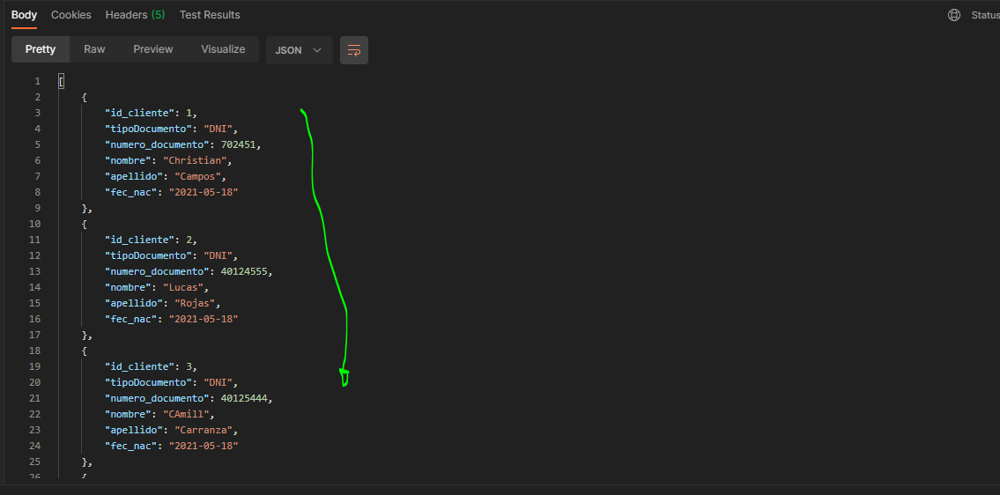 Body Cookies Headers (5) Test Results Status
Pretty Raw Preview Visualize JSON
1 [
2 {
3 "id_cliente": 1,
4 "tipoDocumento": "DNI",
5 "numero_documento": 702451,
6 "nombre": "Christian",
7 "apellido": "Campos",
8 "fec_nac": "2021-05-18"
9 },
10 {
11 "id_cliente": 2,
12 "tipoDocumento": "DNI",
13 "numero_documento": 40124555,
14 "nombre": "Lucas",
15 "apellido": "Rojas",
16 "fec_nac": "2021-05-18"
17 },
18 {
19 "id_cliente": 3,
20 "tipoDocumento": "DNI",
21 "numero_documento": 40125444,
22 "nombre": "CAmill",
23 "apellido": "Carranza",
24 "fec_nac": "2021-05-18"
25 },
26 {